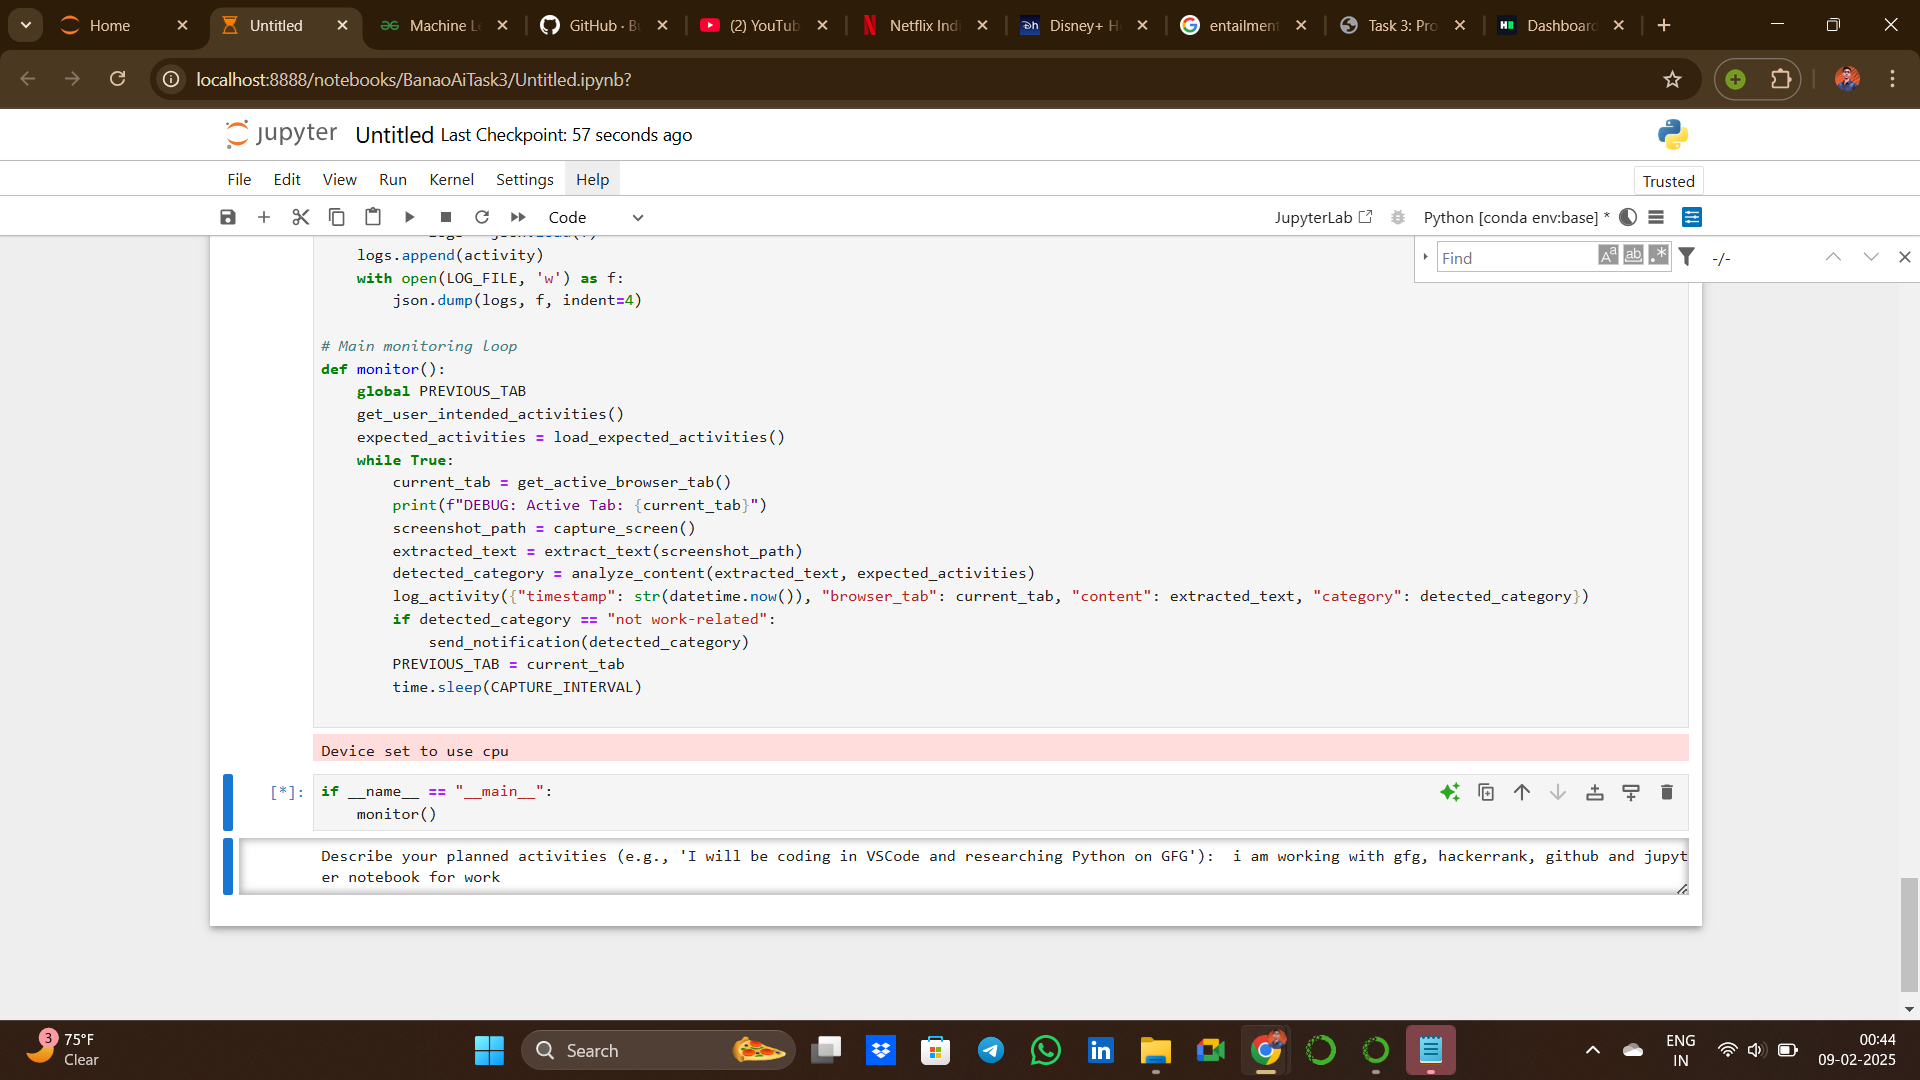 Home
Untitled
Machine Le
GitHub · Bu
(2) YouTub
Netflix Indi
Disney+ H
entailment
Task 3: Pro
Dashboard
localhost:8888/notebooks/BanaoAiTask3/Untitled.ipynb?
jupyter Untitled Last Checkpoint: 57 seconds ago
File Edit View Run Kernel Settings Help
Trusted
Code
JupyterLab
Python [conda env:base] *
Find
-/-
logs.append(activity)
with open(LOG_FILE, 'w') as f:
json.dump(logs, f, indent=4)
# Main monitoring loop
def monitor():
global PREVIOUS_TAB
get_user_intended_activities()
expected_activities = load_expected_activities()
while True:
current_tab = get_active_browser_tab()
print(f"DEBUG: Active Tab: {current_tab}")
screenshot_path = capture_screen()
extracted_text = extract_text(screenshot_path)
detected_category = analyze_content(extracted_text, expected_activities)
log_activity({"timestamp": str(datetime.now()), "browser_tab": current_tab, "content": extracted_text, "category": detected_category})
if detected_category == "not work-related":
send_notification(detected_category)
PREVIOUS_TAB = current_tab
time.sleep(CAPTURE_INTERVAL)
Device set to use cpu
[*]: if __name__ == "__main__":
monitor()
Describe your planned activities (e.g., 'I will be coding in VSCode and researching Python on GFG'):  i am working with gfg, hackerrank, github and jupyt
er notebook for work
3
75°F
Clear
Search
ENG
IN
00:44
09-02-2025